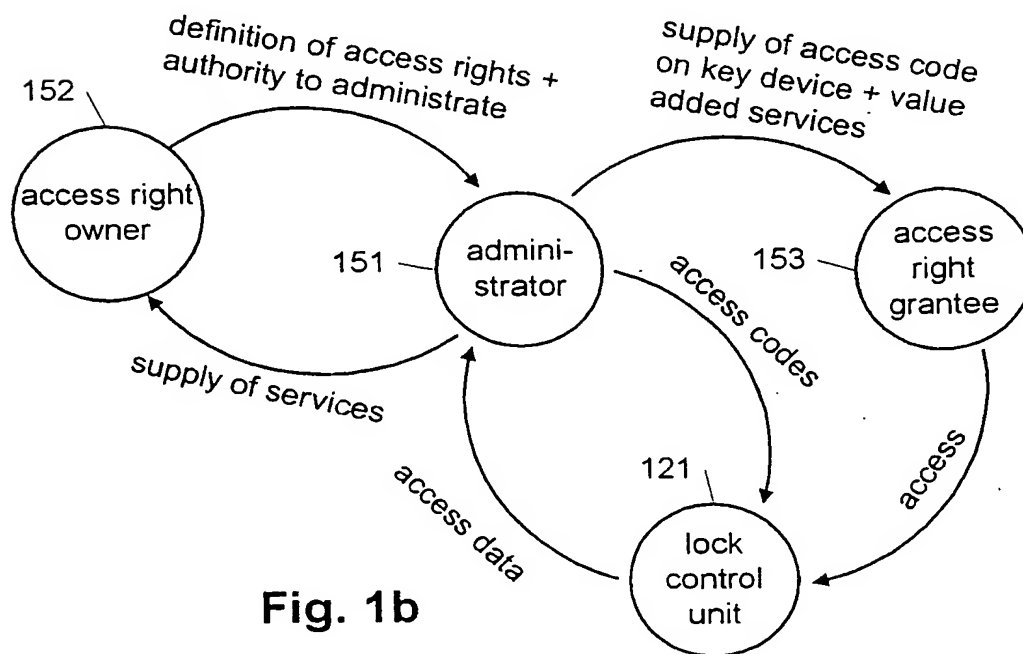 definition of access rights +
authority to administrate
supply of access code
on key device + value
added services
152
access right
owner
151
admini-
strator
153
access
right
grantee
access codes
supply of services
access data
121
access
lock
control
unit
Fig. 1b